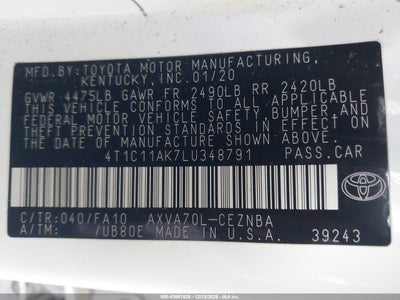 MFD.BY:TOYOTA MOTOR MANUFACTURING,
KENTUCKY,INC.01/20
GVWR 4475LB GAWR FR 2490LB RR 2420LB
THIS VEHICLE CONFORMS TO ALL APPLICABLE
FEDERAL MOTOR VEHICLE SAFETY, BUMPER, AND
THEFT PREVENTION STANDARDS IN EFFECT ON
THE DATE OF MANUFACTURE SHOWN ABOVE.
4T1C11AK7LU348791 PASS.CAR
C/TR:040/FA10 AXVA70L-CEZNBA
A/TM: /UB80E MADE IN U.S.A. 39243
TOYOTA